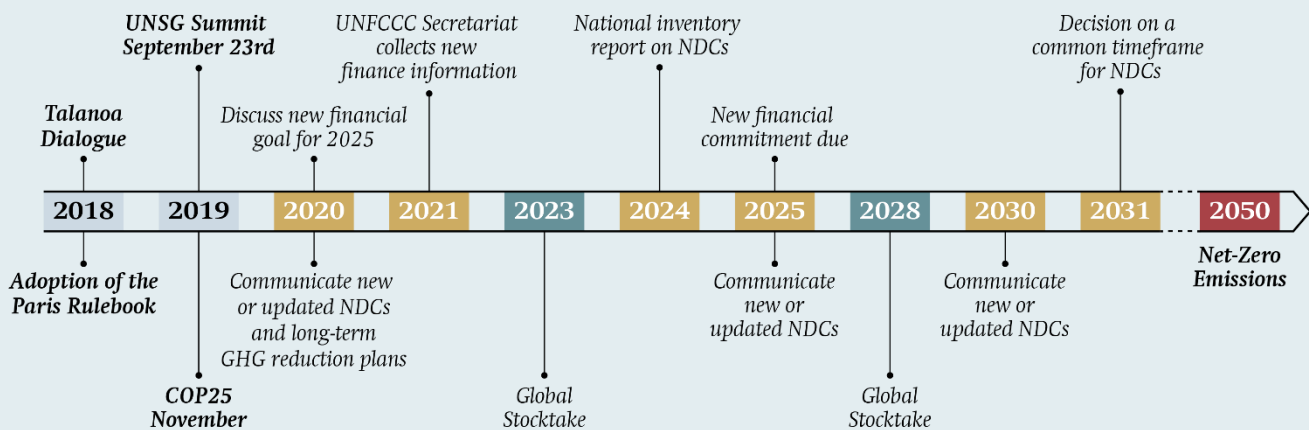 UNSG Summit
September 23rd
UNFCCC Secretariat
collects new
finance information
National inventory
report on NDCs
Decision on a
common timeframe
for NDCs
Talanoa
Dialogue
Discuss new financial
goal for 2025
New financial
commitment due
2018
2019
2020
2021
2023
2024
2025
2028
2030
2031
2050
Adoption of the
Paris Rulebook
Communicate new
or updated NDCs
and long-term
GHG reduction plans
Communicate
new or
updated NDCs
Communicate
new or
updated NDCs
Net-Zero
Emissions
COP25
November
Global
Stocktake
Global
Stocktake